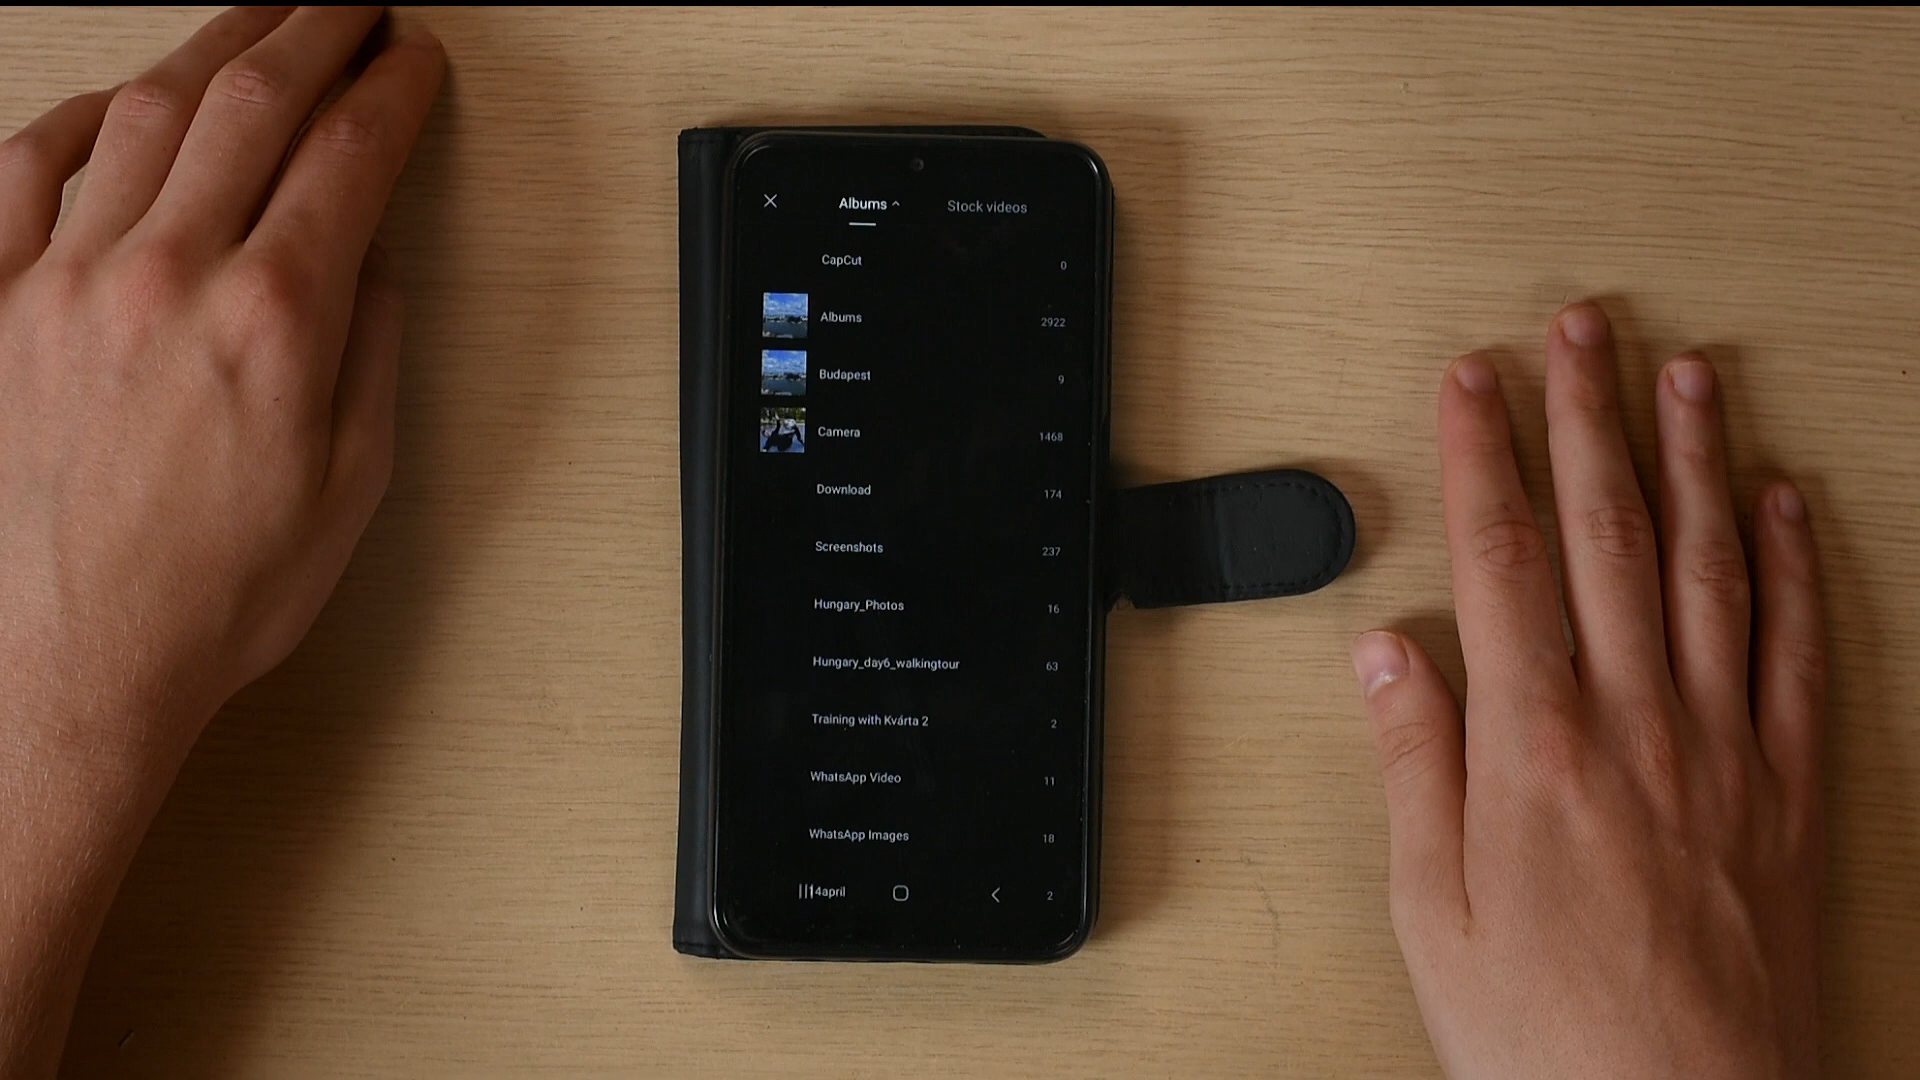 Albums Stock videos
CapCut 0
Albums 2922
Budapest 9
Camera 1468
Download 174
Screenshots 237
Hungary_Photos 16
Hungary_day6_walkingtour 63
Training with Kvárta 2 2
WhatsApp Video 11
WhatsApp Images 18
14april 2